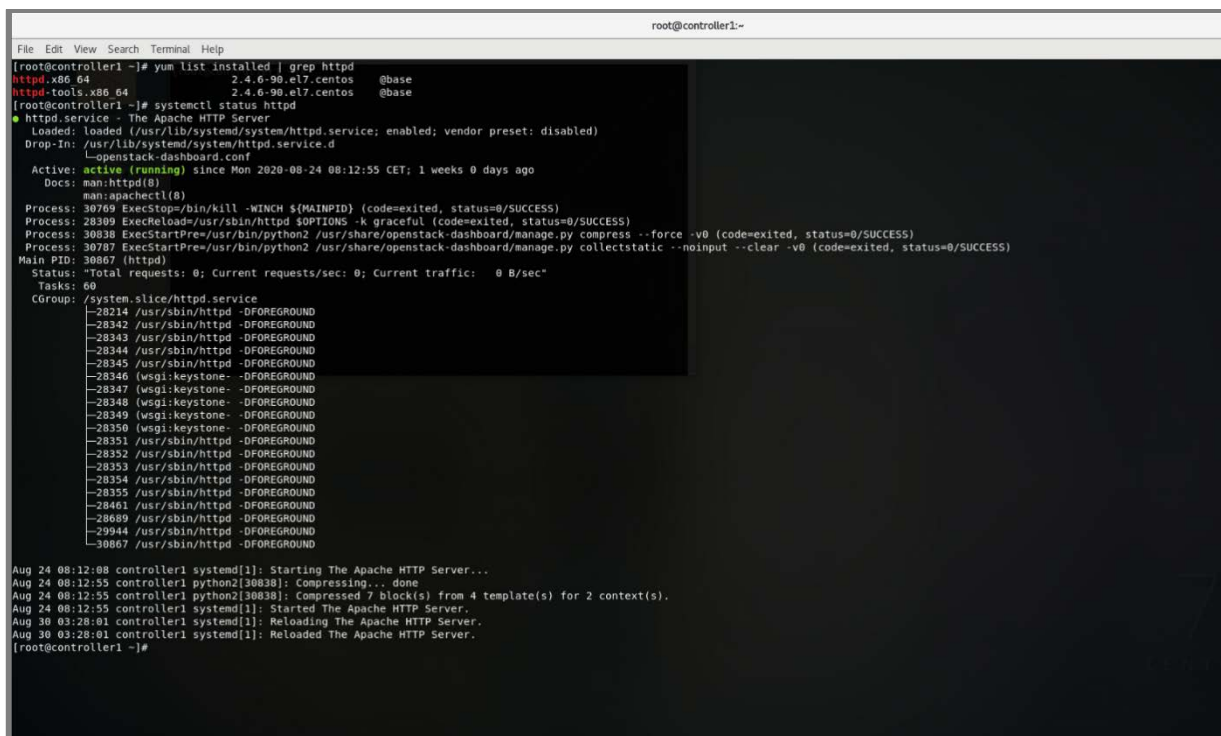 root@controller1:~
File Edit View Search Terminal Help
[root@controller1 ~]# yum list installed | grep httpd
httpd.x86_64 2.4.6-90.el7.centos @base
httpd-tools.x86_64 2.4.6-90.el7.centos @base
[root@controller1 ~]# systemctl status httpd
● httpd.service - The Apache HTTP Server
Loaded: loaded (/usr/lib/systemd/system/httpd.service; enabled; vendor preset: disabled)
Drop-In: /usr/lib/systemd/system/httpd.service.d
└─openstack-dashboard.conf
Active: active (running) since Mon 2020-08-24 08:12:55 CET; 1 weeks 0 days ago
Docs: man:httpd(8)
man:apachectl(8)
Process: 30769 ExecStop=/bin/kill -WINCH ${MAINPID} (code=exited, status=0/SUCCESS)
Process: 28309 ExecReload=/usr/sbin/httpd $OPTIONS -k graceful (code=exited, status=0/SUCCESS)
Process: 30838 ExecStartPre=/usr/bin/python2 /usr/share/openstack-dashboard/manage.py compress --force -v0 (code=exited, status=0/SUCCESS)
Process: 30787 ExecStartPre=/usr/bin/python2 /usr/share/openstack-dashboard/manage.py collectstatic --noinput --clear -v0 (code=exited, status=0/SUCCESS)
Main PID: 30867 (httpd)
Status: "Total requests: 0; Current requests/sec: 0; Current traffic:   0 B/sec"
Tasks: 60
CGroup: /system.slice/httpd.service
├─28214 /usr/sbin/httpd -DFOREGROUND
├─28342 /usr/sbin/httpd -DFOREGROUND
├─28343 /usr/sbin/httpd -DFOREGROUND
├─28344 /usr/sbin/httpd -DFOREGROUND
├─28345 /usr/sbin/httpd -DFOREGROUND
├─28346 (wsgi:keystone- -DFOREGROUND
├─28347 (wsgi:keystone- -DFOREGROUND
├─28348 (wsgi:keystone- -DFOREGROUND
├─28349 (wsgi:keystone- -DFOREGROUND
├─28350 (wsgi:keystone- -DFOREGROUND
├─28351 /usr/sbin/httpd -DFOREGROUND
├─28352 /usr/sbin/httpd -DFOREGROUND
├─28353 /usr/sbin/httpd -DFOREGROUND
├─28354 /usr/sbin/httpd -DFOREGROUND
├─28355 /usr/sbin/httpd -DFOREGROUND
├─28461 /usr/sbin/httpd -DFOREGROUND
├─28689 /usr/sbin/httpd -DFOREGROUND
├─29944 /usr/sbin/httpd -DFOREGROUND
└─30867 /usr/sbin/httpd -DFOREGROUND
Aug 24 08:12:08 controller1 systemd[1]: Starting The Apache HTTP Server...
Aug 24 08:12:55 controller1 python2[30838]: Compressing... done
Aug 24 08:12:55 controller1 python2[30838]: Compressed 7 block(s) from 4 template(s) for 2 context(s).
Aug 24 08:12:55 controller1 systemd[1]: Started The Apache HTTP Server.
Aug 30 03:28:01 controller1 systemd[1]: Reloading The Apache HTTP Server.
Aug 30 03:28:01 controller1 systemd[1]: Reloaded The Apache HTTP Server.
[root@controller1 ~]#